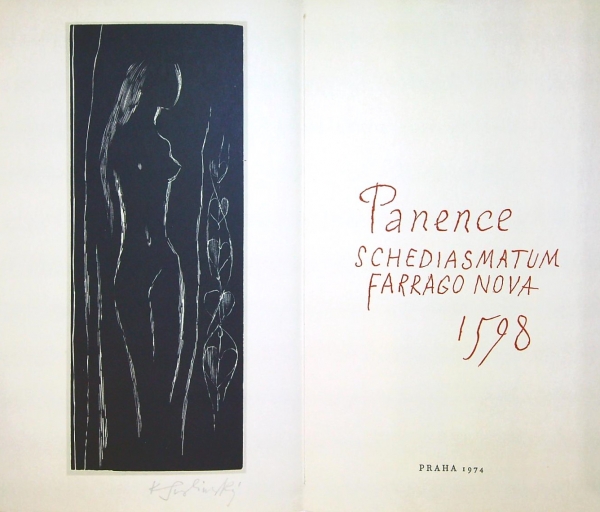 Panence
SCHEDIASMATUM
FARRAGO NOVA
1598
PRAHA 1974